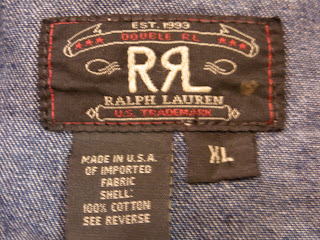 EST. 1993
DOUBLE RL
RRL
RALPH LAUREN
U.S. TRADEMARK
XL
MADE IN U.S.A.
OF IMPORTED
FABRIC
SHELL:
100% COTTON
SEE REVERSE